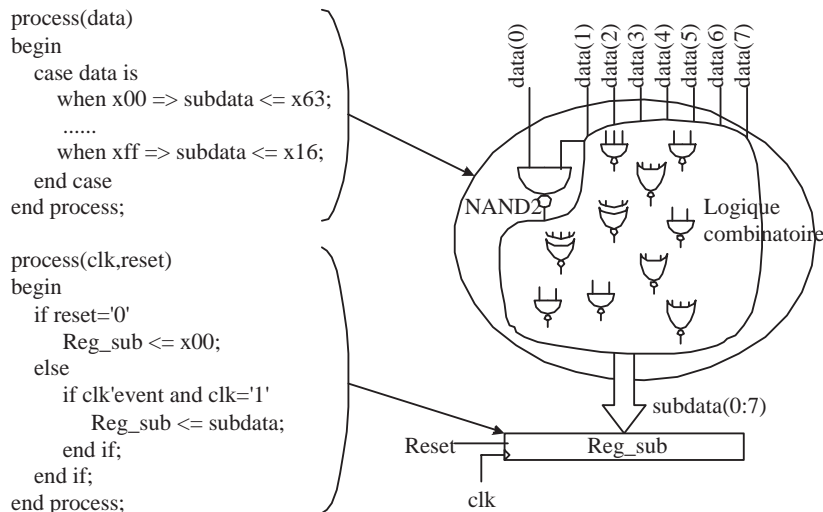 process(data)
begin
case data is
when x00 => subdata <= x63;
......
when xff => subdata <= x16;
end case
end process;
process(clk,reset)
begin
if reset='0'
Reg_sub <= x00;
else
if clk'event and clk='1'
Reg_sub <= subdata;
end if;
end if;
end process;
data(0)
data(1)
data(2)
data(3)
data(4)
data(5)
data(6)
data(7)
NAND2
Logique
combinatoire
subdata(0:7)
Reset
Reg_sub
clk